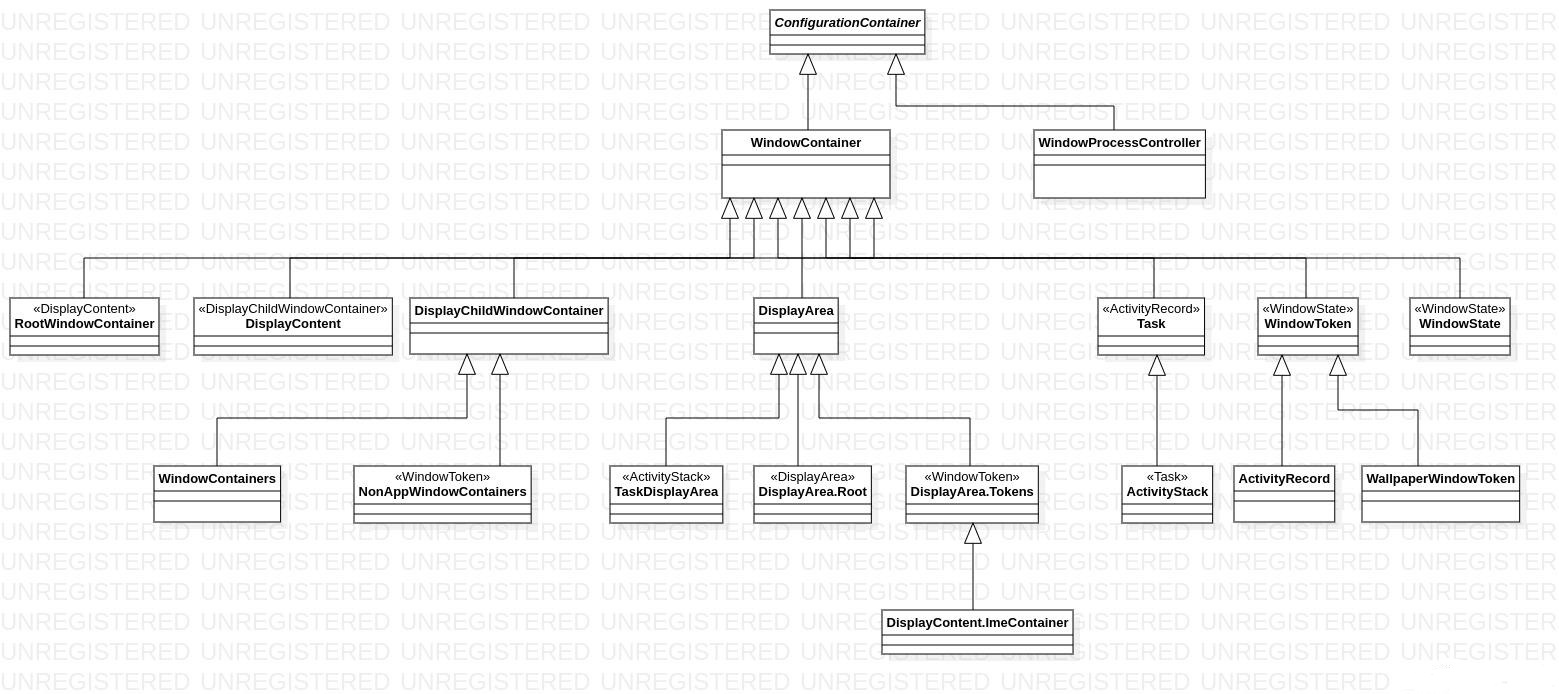 ConfigurationContainer
WindowContainer
WindowProcessController
«DisplayContent»
RootWindowContainer
«DisplayChildWindowContainer»
DisplayContent
DisplayChildWindowContainer
DisplayArea
«ActivityRecord»
Task
«WindowState»
WindowToken
«WindowState»
WindowState
WindowContainers
«WindowToken»
NonAppWindowContainers
«ActivityStack»
TaskDisplayArea
«DisplayArea»
DisplayArea.Root
«WindowToken»
DisplayArea.Tokens
«Task»
ActivityStack
ActivityRecord
WallpaperWindowToken
DisplayContent.ImeContainer
UNREGISTERED UNREGISTERED UNREGISTERED UNREGISTERED UNREGISTERED UNREGISTERED UNREGISTERED UNREGISTER